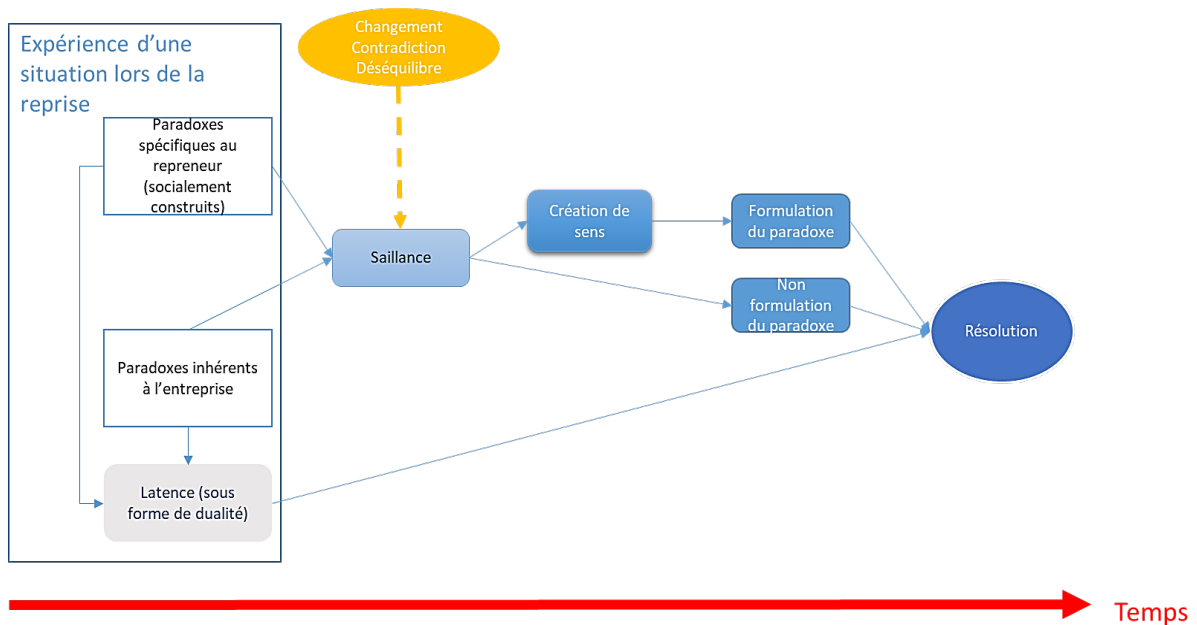 Expérience d’une
situation lors de la
reprise
Changement
Contradiction
Déséquilibre
Paradoxes
spécifiques au
repreneur
(socialement
construits)
Saillance
Création de
sens
Formulation
du paradoxe
Non
formulation
du paradoxe
Résolution
Paradoxes inhérents
à l’entreprise
Latence (sous
forme de dualité)
Temps